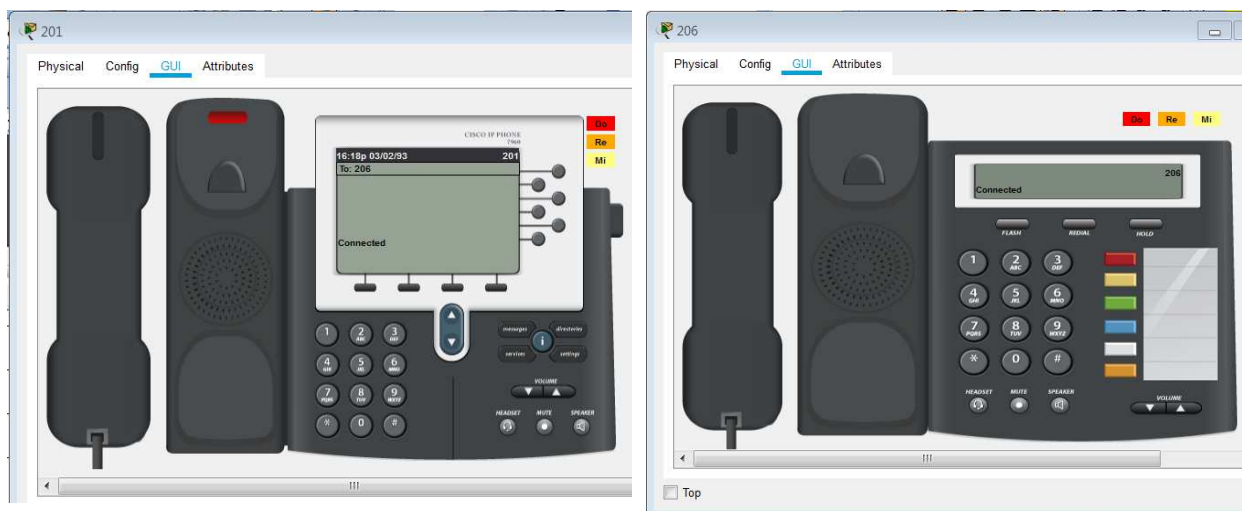 201
Physical Config GUI Attributes
CISCO IP PHONE
7960
16:18p 03/02/93 201
To: 206
Connected
Do
Re
Mi
1 2 ABC 3 DEF
4 GHI 5 JKL 6 MNO
7 PQRS 8 TUV 9 WXYZ
* 0 #
messages directories
i
services settings
VOLUME
HEADSET MUTE SPEAKER
206
Physical Config GUI Attributes
Do Re Mi
206
Connected
FLASH REDIAL HOLD
1 2 ABC 3 DEF
4 GHI 5 JKL 6 MNO
7 PQRS 8 TUV 9 WXYZ
* 0 #
HEADSET MUTE SPEAKER
VOLUME
Top